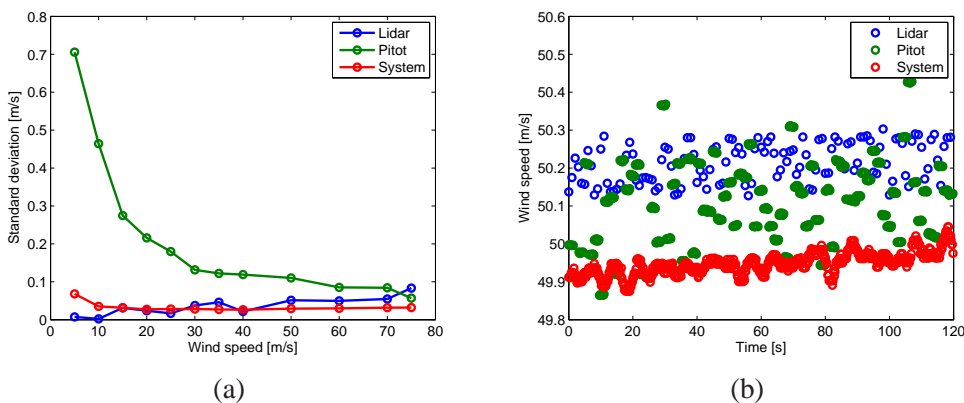 0.8
0.7
0.6
0.5
0.4
0.3
0.2
0.1
0
0 10 20 30 40 50 60 70 80
Standard deviation [m/s]
Wind speed [m/s]
Lidar
Pitot
System
(a)
50.6
50.5
50.4
50.3
50.2
50.1
50
49.9
49.8
0 20 40 60 80 100 120
Wind speed [m/s]
Time [s]
Lidar
Pitot
System
(b)